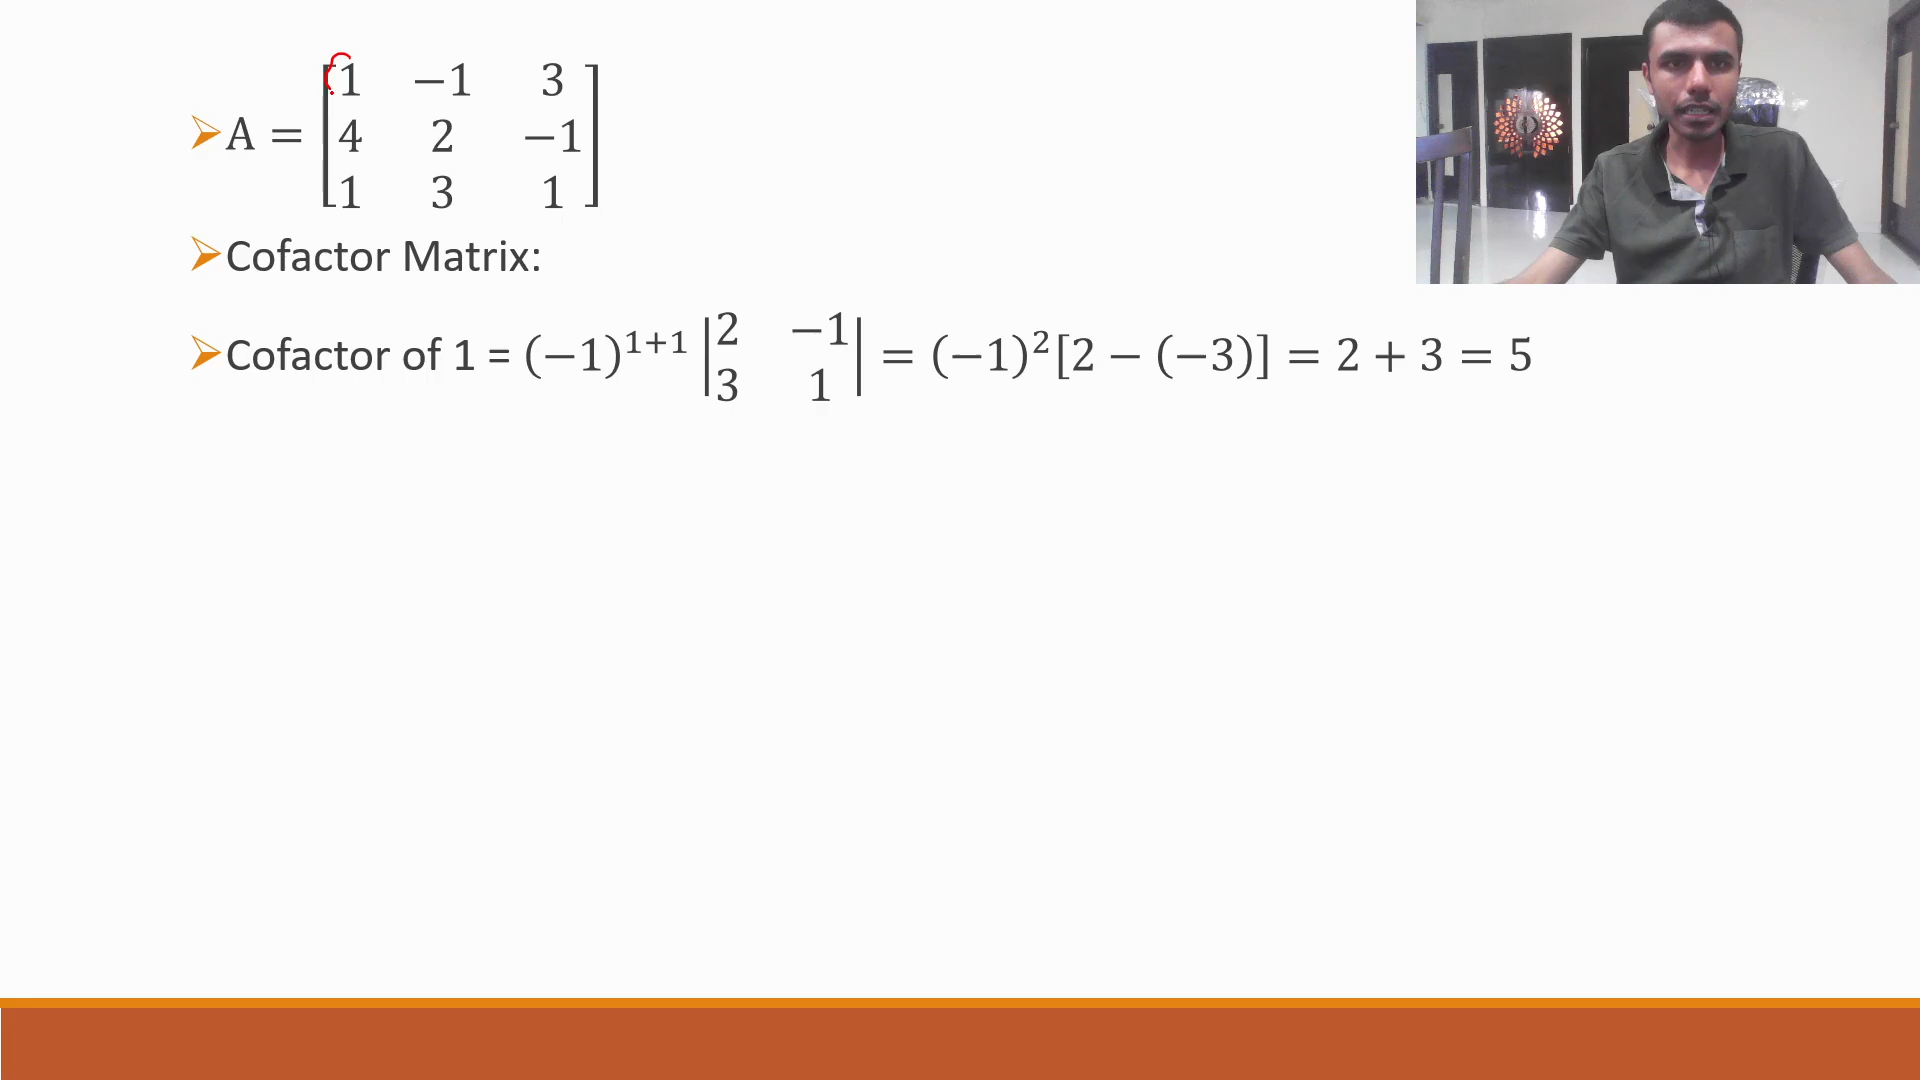 ➢A = [1 −1 3
4 2 −1
1 3 1]
➢Cofactor Matrix:
➢Cofactor of 1 = (−1)¹⁺¹ |2 −1
3 1| = (−1)²[2 − (−3)] = 2 + 3 = 5